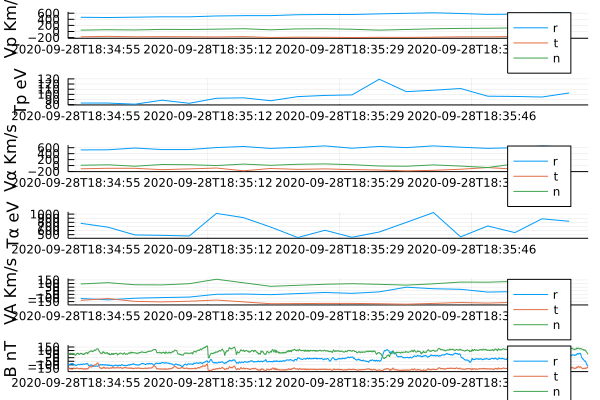 Vp Km/s
600
400
200
0
−200
2020-09-28T18:34:55 2020-09-28T18:35:12 2020-09-28T18:35:29 2020-09-28T18:3
r
t
n
Tp eV
130
120
110
100
90
80
2020-09-28T18:34:55 2020-09-28T18:35:12 2020-09-28T18:35:29 2020-09-28T18:35:46
Vα Km/s
600
400
200
0
−200
2020-09-28T18:34:55 2020-09-28T18:35:12 2020-09-28T18:35:29 2020-09-28T18:3
r
t
n
Tα eV
1000
500
2020-09-28T18:34:55 2020-09-28T18:35:12 2020-09-28T18:35:29 2020-09-28T18:35:46
VA Km/s
150
2020-09-28T18:34:55 2020-09-28T18:35:12 2020-09-28T18:35:29 2020-09-28T18:3
r
t
n
B nT
150
2020-09-28T18:34:55 2020-09-28T18:35:12 2020-09-28T18:35:29 2020-09-28T18:3
r
t
n